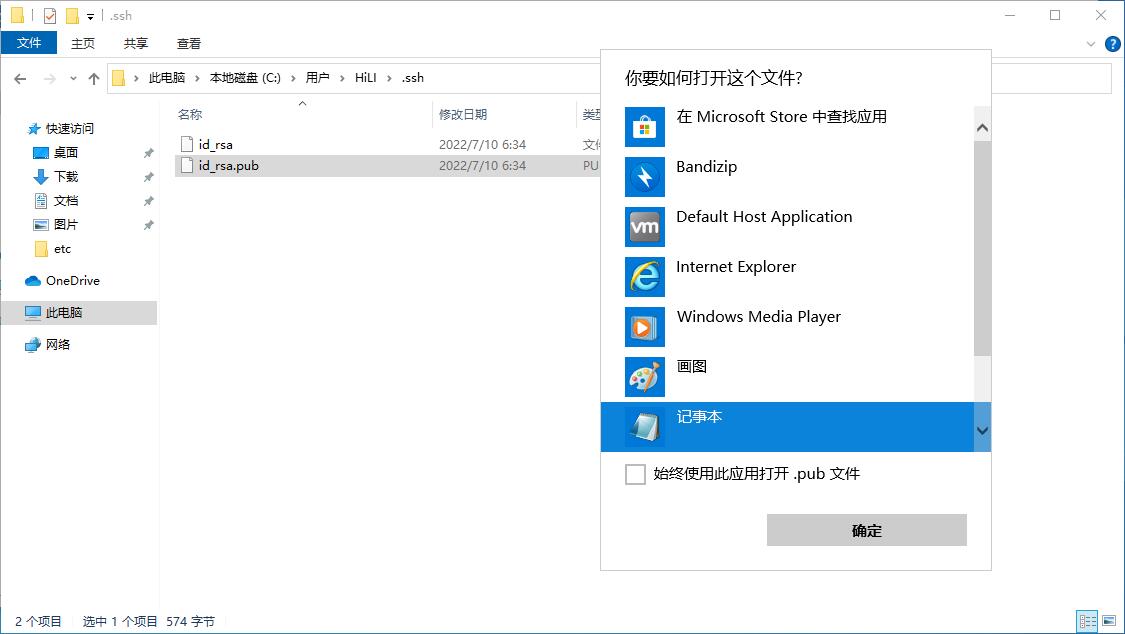 .ssh
文件 主页 共享 查看
此电脑 本地磁盘 (C:) 用户 HiLI .ssh
快速访问
桌面
下载
文档
图片
etc
OneDrive
此电脑
网络
名称 修改日期 类型
id_rsa 2022/7/10 6:34 文件
id_rsa.pub 2022/7/10 6:34 PU
你要如何打开这个文件?
在 Microsoft Store 中查找应用
Bandizip
vm
Default Host Application
Internet Explorer
Windows Media Player
画图
记事本
始终使用此应用打开 .pub 文件
确定
2 个项目 选中 1 个项目 574 字节